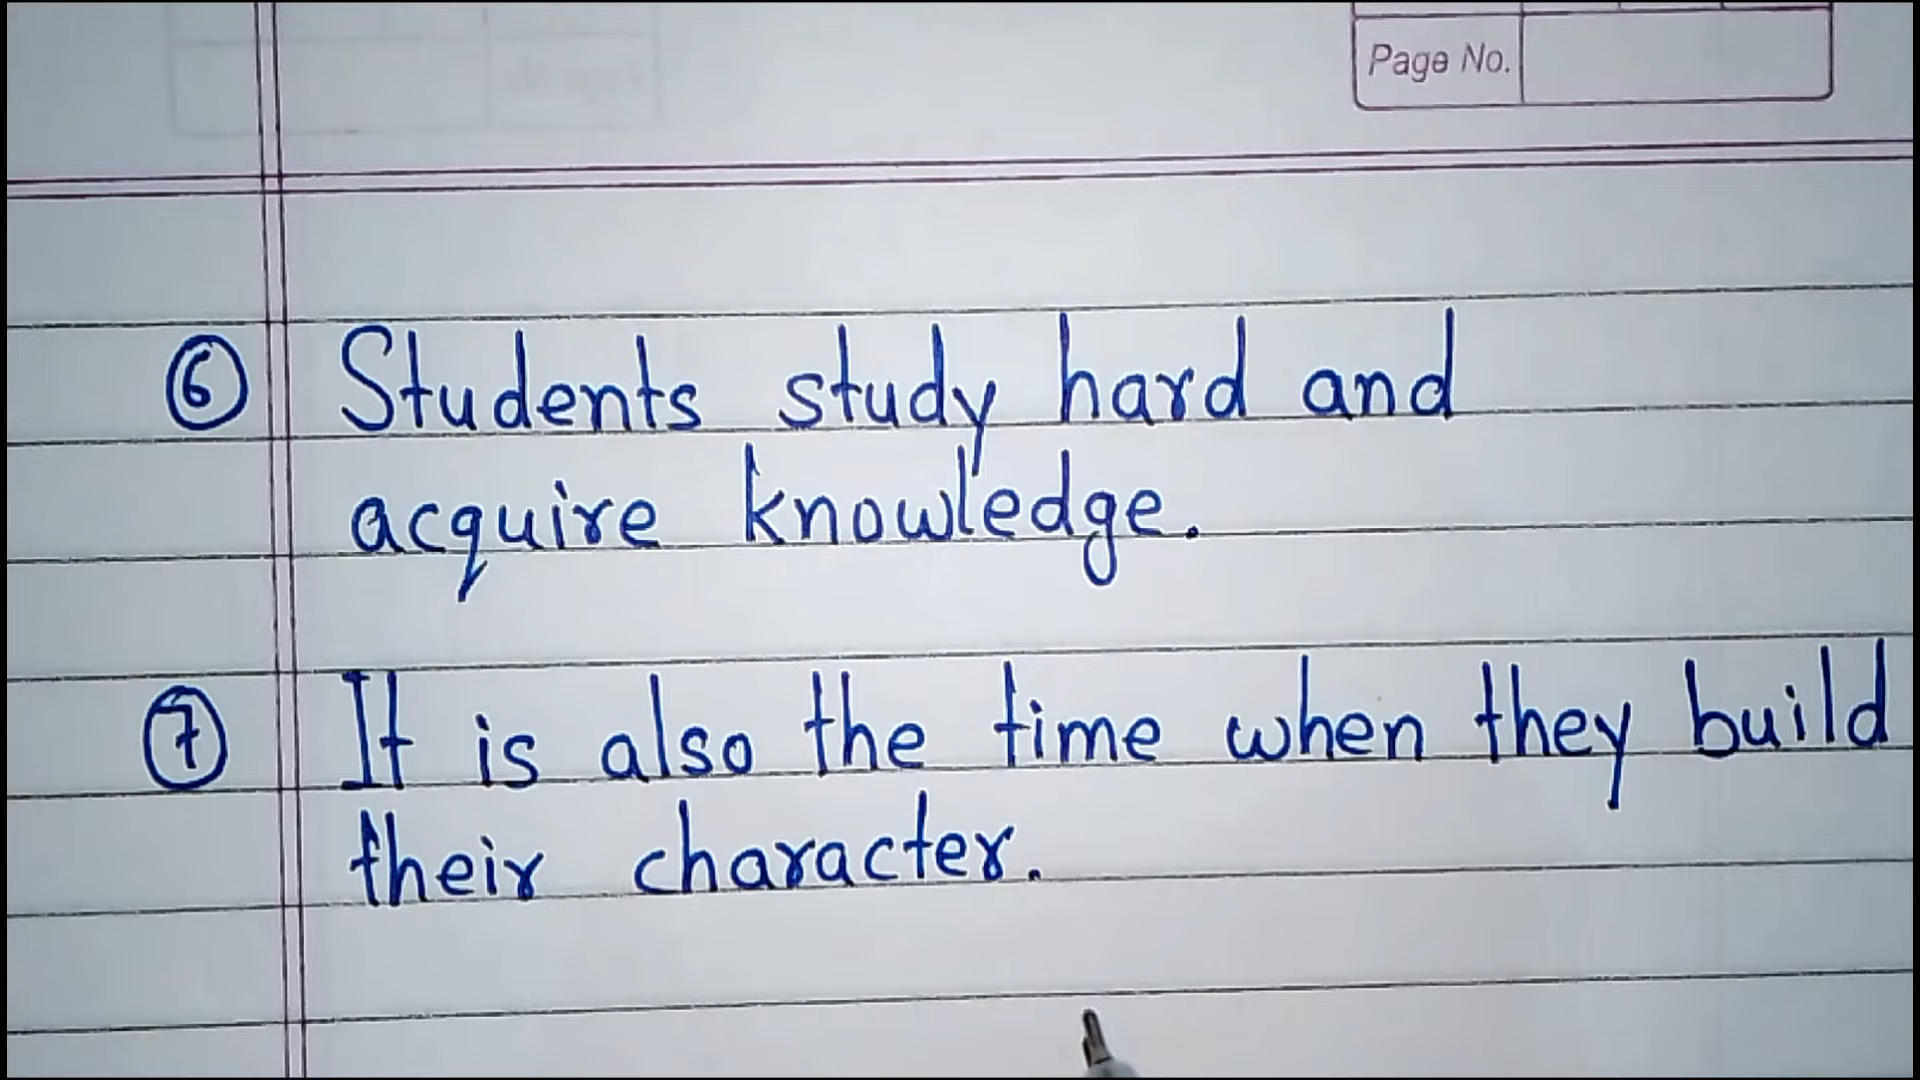 Page No.
6 Students study hard and
acquire knowledge.
7 It is also the time when they build
their character.